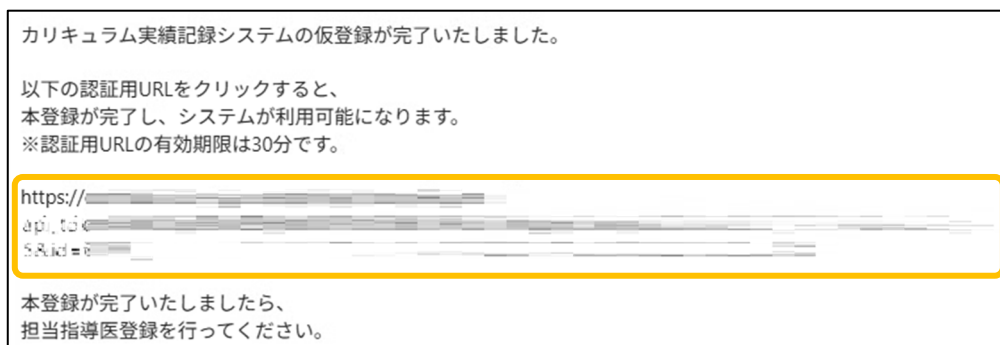 カリキュラム実績記録システムの仮登録が完了いたしました。
以下の認証用URLをクリックすると、
本登録が完了し、システムが利用可能になります。
※認証用URLの有効期限は30分です。
https://
本登録が完了いたしましたら、
担当指導医登録を行ってください。